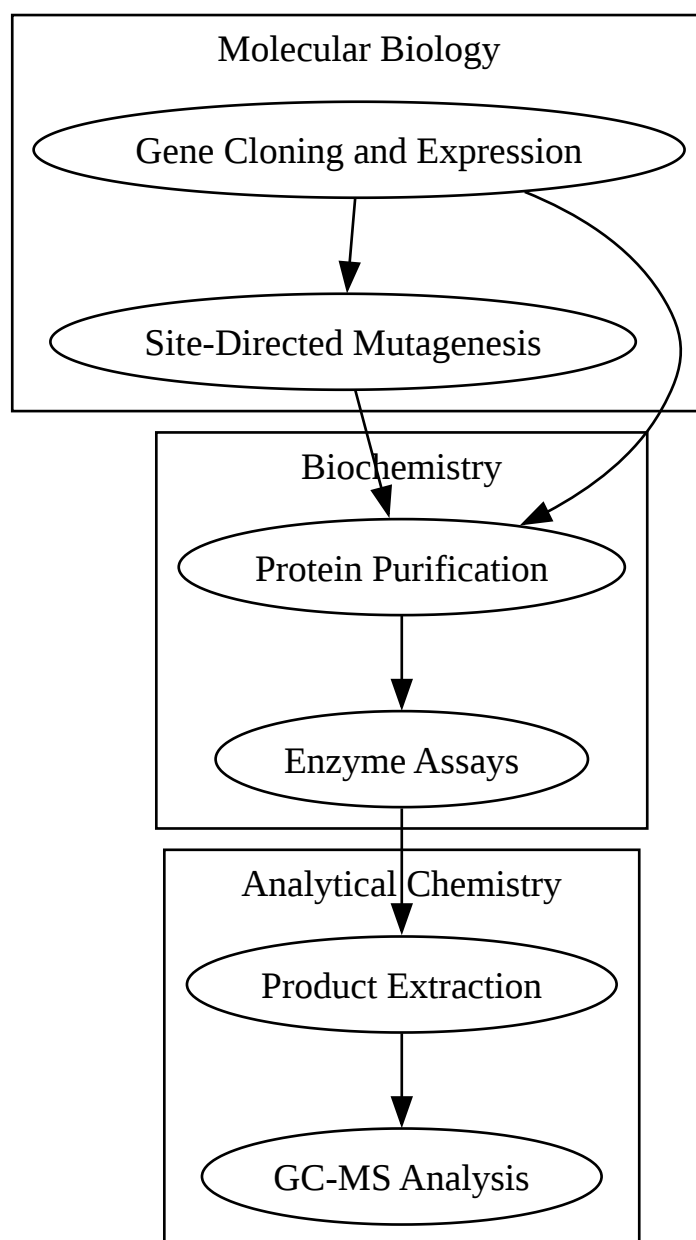 Molecular Biology
Gene Cloning and Expression
Site-Directed Mutagenesis
Biochemistry
Protein Purification
Enzyme Assays
Analytical Chemistry
Product Extraction
GC-MS Analysis